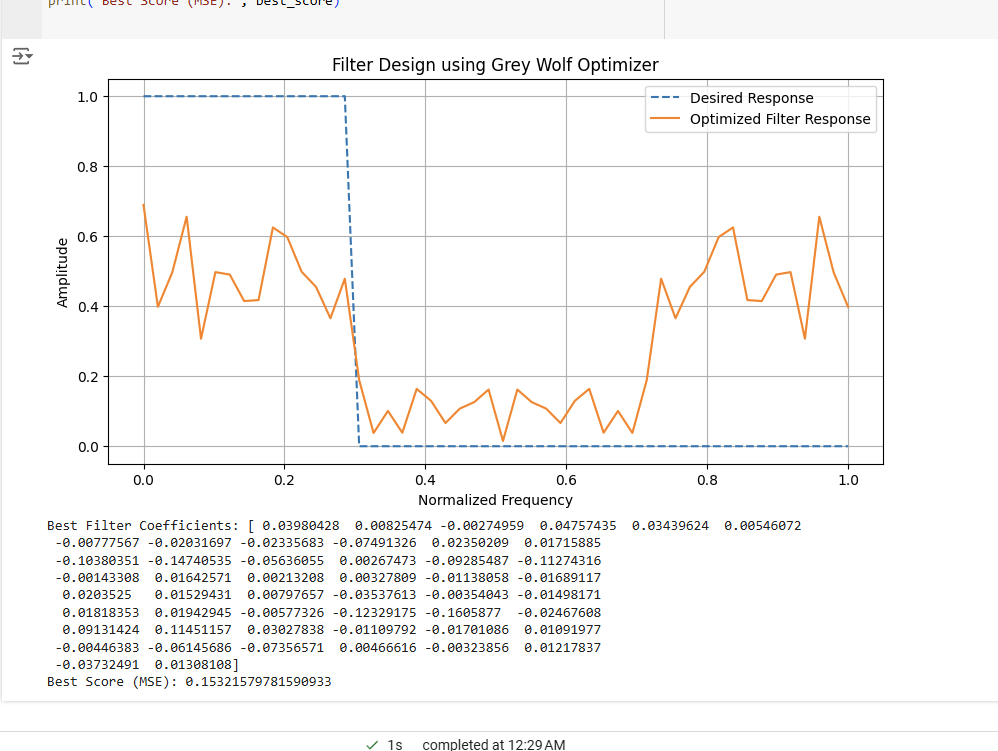 print("Best Score (MSE):", best_score)
Filter Design using Grey Wolf Optimizer
1.0
0.8
0.6
0.4
0.2
0.0
Amplitude
Desired Response
Optimized Filter Response
0.0 0.2 0.4 0.6 0.8 1.0
Normalized Frequency
Best Filter Coefficients: [ 0.03980428 0.00825474 -0.00274959 0.04757435 0.03439624 0.00546072
-0.00777567 -0.02031697 -0.02335683 -0.07491326 0.02350209 0.01715885
-0.10380351 -0.14740535 -0.05636055 0.00267473 -0.09285487 -0.11274316
-0.00143308 0.01642571 0.00213208 0.00327809 -0.01138058 -0.01689117
0.0203525 0.01529431 0.00797657 -0.03537613 -0.00354043 -0.01498171
0.01818353 0.01942945 -0.00577326 -0.12329175 -0.1605877 -0.02467608
0.09131424 0.11451157 0.03027838 -0.01109792 -0.01701086 0.01091977
-0.00446383 -0.06145686 -0.07356571 0.00466616 -0.00323856 0.01217837
-0.03732491 0.01308108]
Best Score (MSE): 0.15321579781590933
1s completed at 12:29 AM